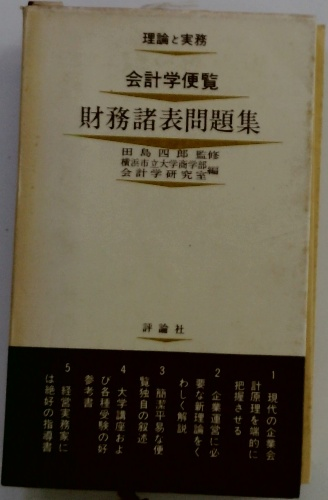 理論と実務
会計学便覧
財務諸表問題集
田島四郎 監修
横浜市立大学商学部
会計学研究室 編
評論社
1 現代の企業会
計原理を端的に
把握させる
2 企業運営に必
要な新理論をく
わしく解説
3 簡潔平易な便
覧独自の叙述
4 大学講座およ
び各種受験の好
参考書
5 経営実務家に
は絶好の指導書